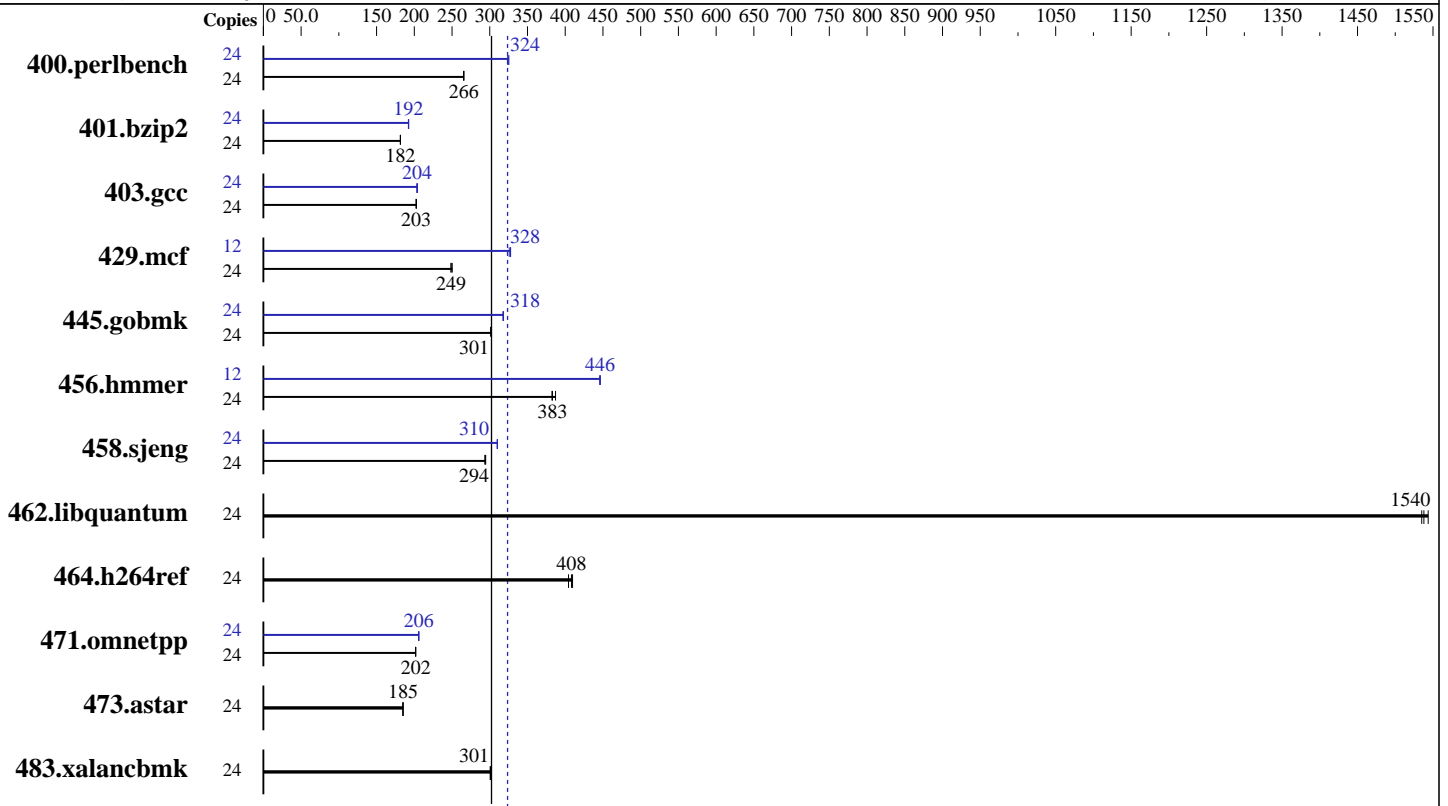 Copies 0 50.0 150 200 250 300 350 400 450 500 550 600 650 700 750 800 850 900 950 1050 1150 1250 1350 1450 1550
400.perlbench 24 324
24 266
401.bzip2 24 192
24 182
403.gcc 24 204
24 203
429.mcf 12 328
24 249
445.gobmk 24 318
24 301
456.hmmer 12 446
24 383
458.sjeng 24 310
24 294
462.libquantum 24 1540
464.h264ref 24 408
471.omnetpp 24 206
24 202
473.astar 24 185
483.xalancbmk 24 301